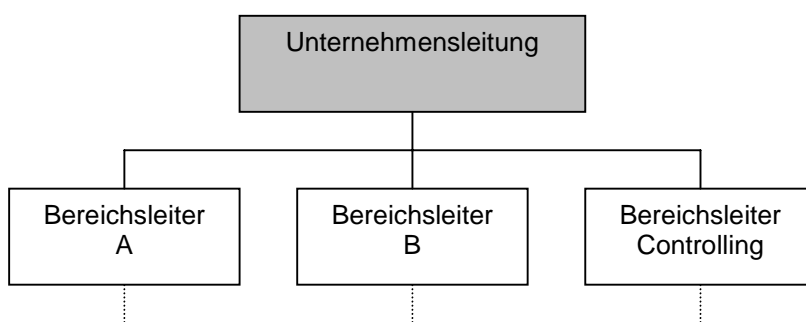 Unternehmensleitung
Bereichsleiter
A
Bereichsleiter
B
Bereichsleiter
Controlling